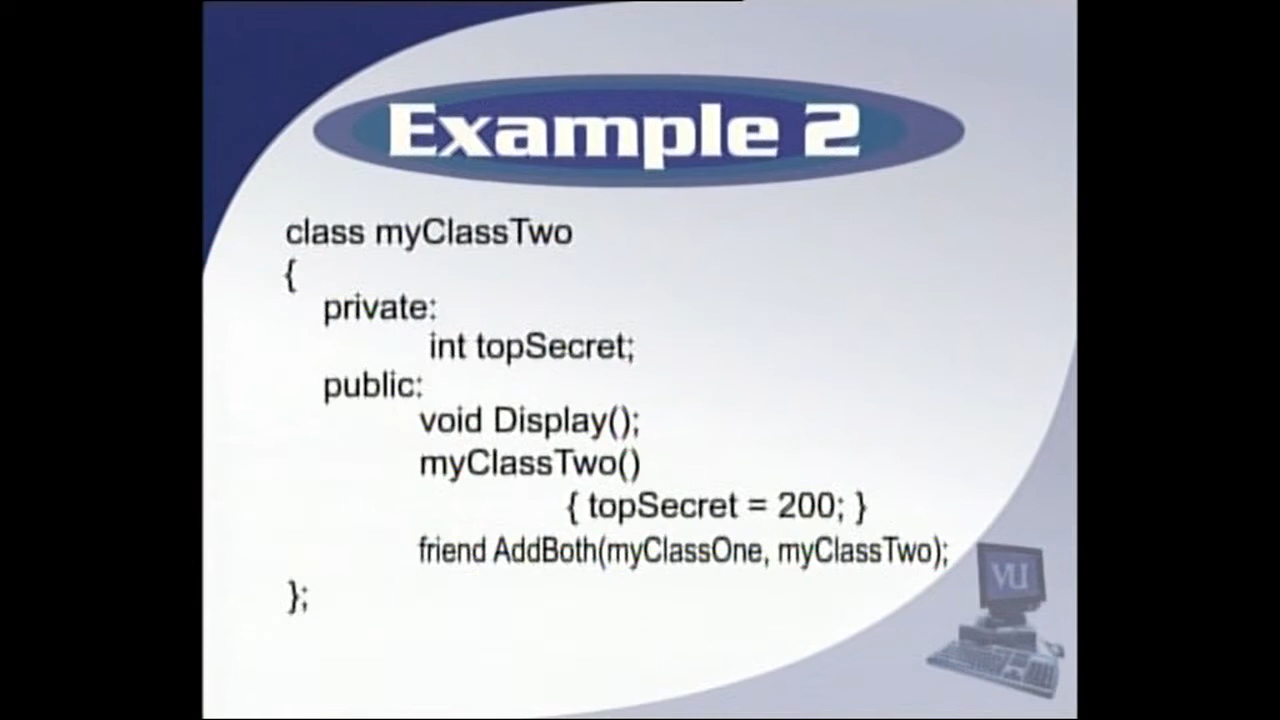 Example 2
class myClassTwo
{
private:
int topSecret;
public:
void Display();
myClassTwo()
{ topSecret = 200; }
friend AddBoth(myClassOne, myClassTwo);
};
VU